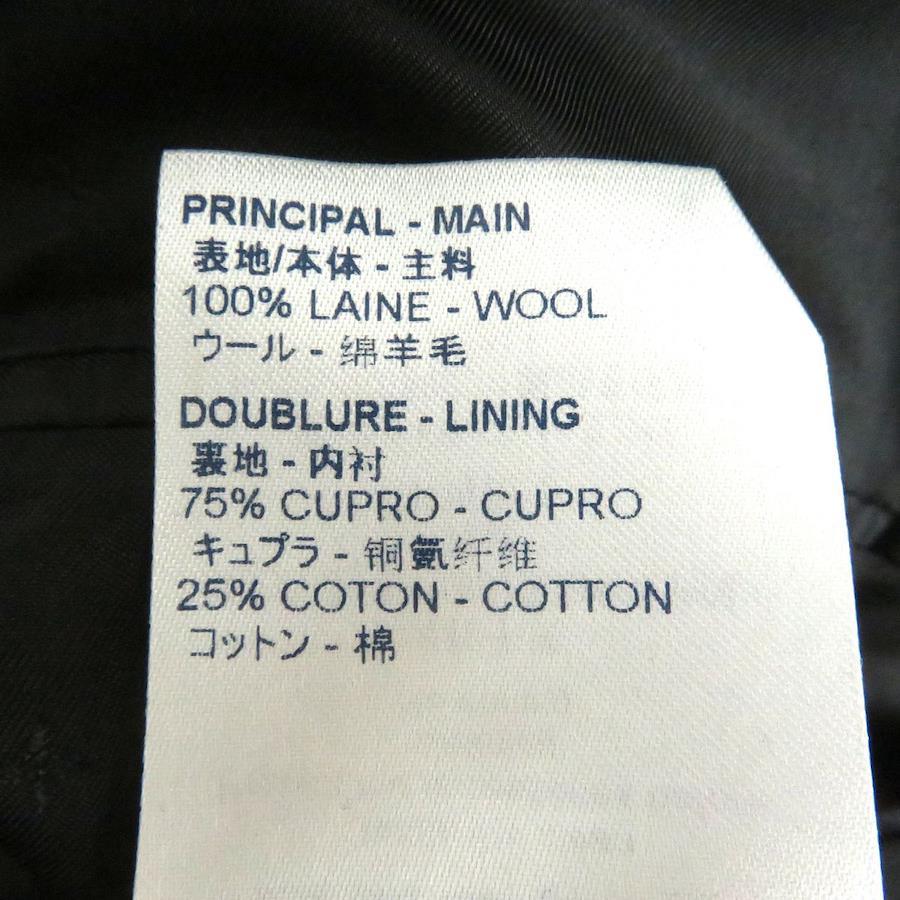 PRINCIPAL - MAIN
表地/本体 - 主料
100% LAINE - WOOL
ウール - 绵羊毛
DOUBLURE - LINING
裏地 - 内衬
75% CUPRO - CUPRO
キュプラ - 铜氨纤维
25% COTON - COTTON
コットン - 棉